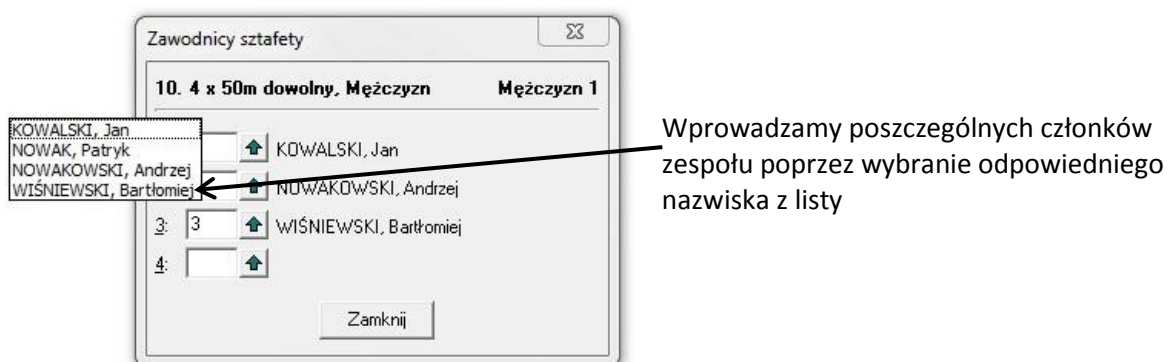 Zawodnicy sztafety
10. 4 x 50m dowolny, Mężczyzn Mężczyzn 1
KOWALSKI, Jan
NOWAK, Patryk
NOWAKOWSKI, Andrzej
WIŚNIEWSKI, Bartłomiej
KOWALSKI, Jan
NOWAKOWSKI, Andrzej
3: 3 WIŚNIEWSKI, Bartłomiej
4:
Zamknij
Wprowadzamy poszczególnych członków
zespołu poprzez wybranie odpowiedniego
nazwiska z listy